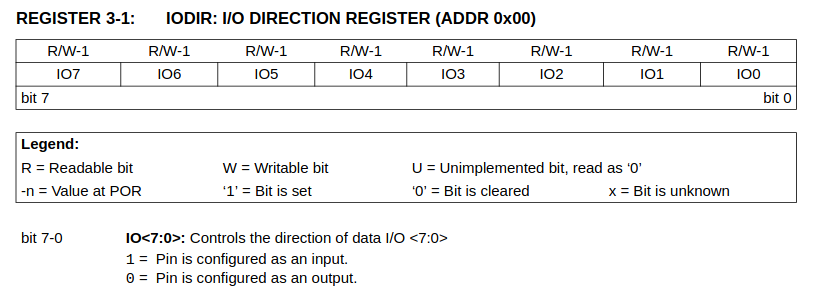 REGISTER 3-1: IODIR: I/O DIRECTION REGISTER (ADDR 0x00)
R/W-1 R/W-1 R/W-1 R/W-1 R/W-1 R/W-1 R/W-1 R/W-1
IO7 IO6 IO5 IO4 IO3 IO2 IO1 IO0
bit 7 bit 0
Legend:
R = Readable bit W = Writable bit U = Unimplemented bit, read as ‘0’
-n = Value at POR ‘1’ = Bit is set ‘0’ = Bit is cleared x = Bit is unknown
bit 7-0 IO<7:0>: Controls the direction of data I/O <7:0>
1 = Pin is configured as an input.
0 = Pin is configured as an output.